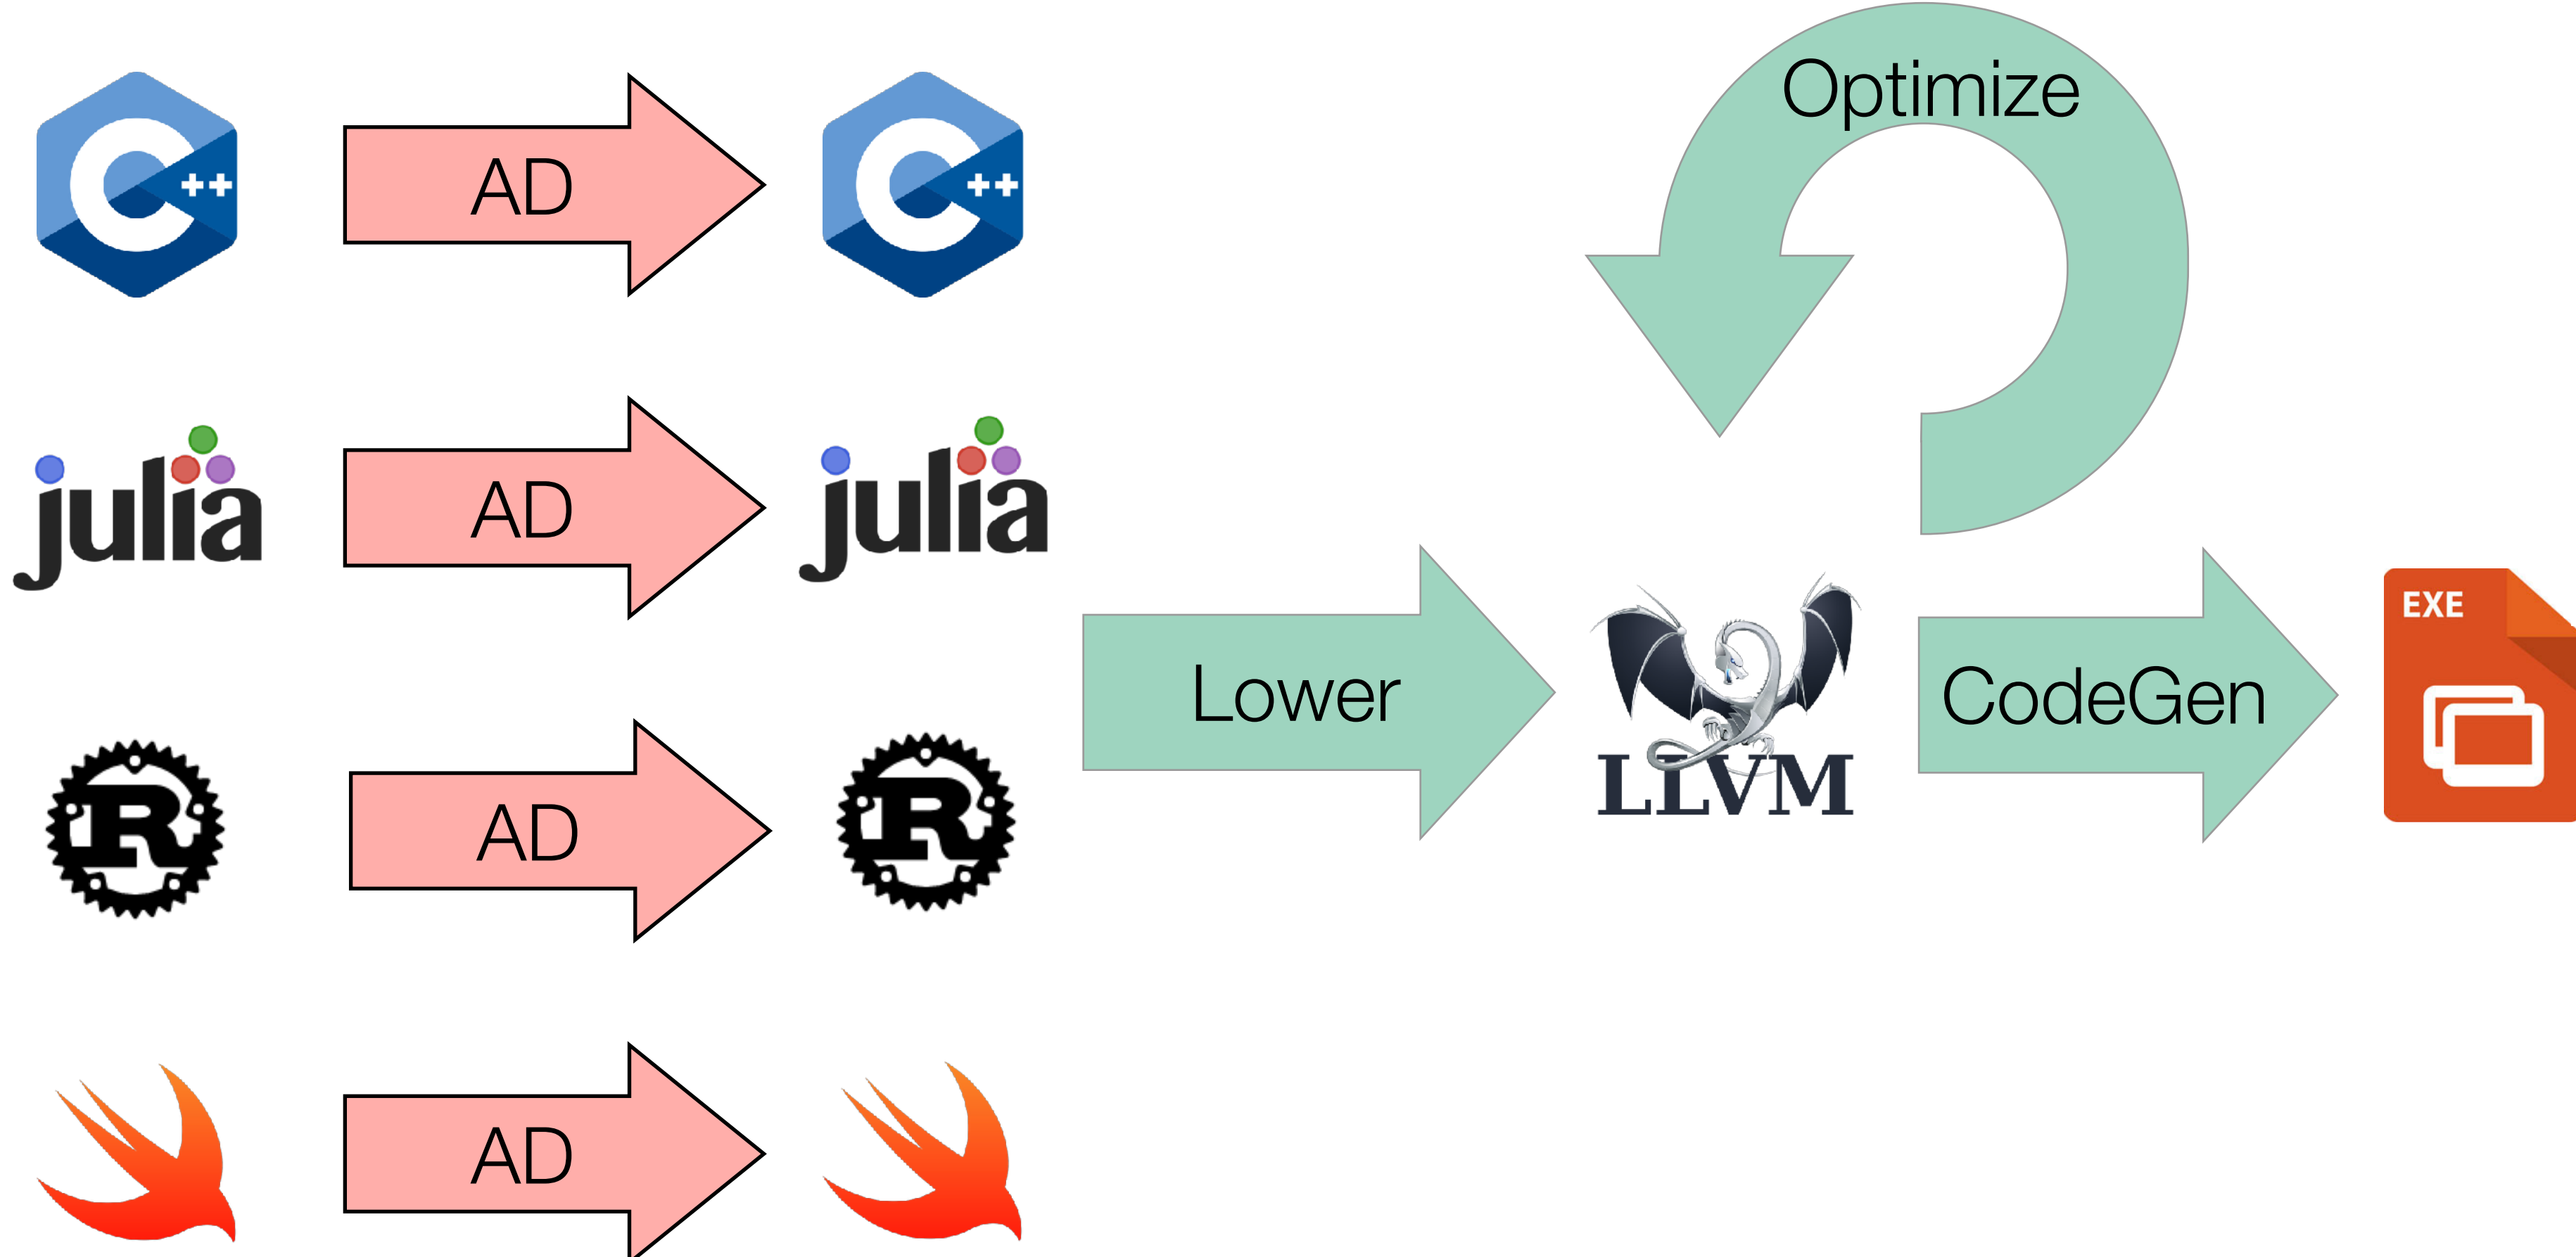 Optimize
C ++
AD
C ++
julia
AD
julia
Lower
LLVM
CodeGen
EXE
R
AD
R
AD